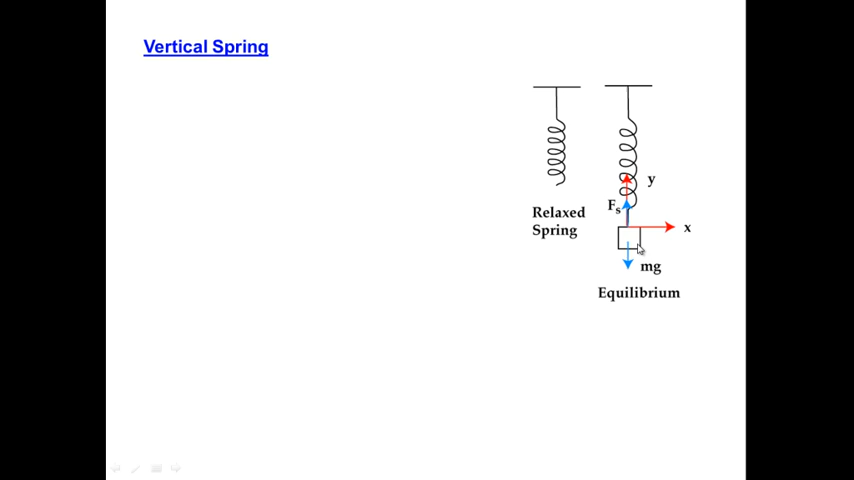 Vertical Spring
y
Fs
x
Relaxed
Spring
mg
Equilibrium